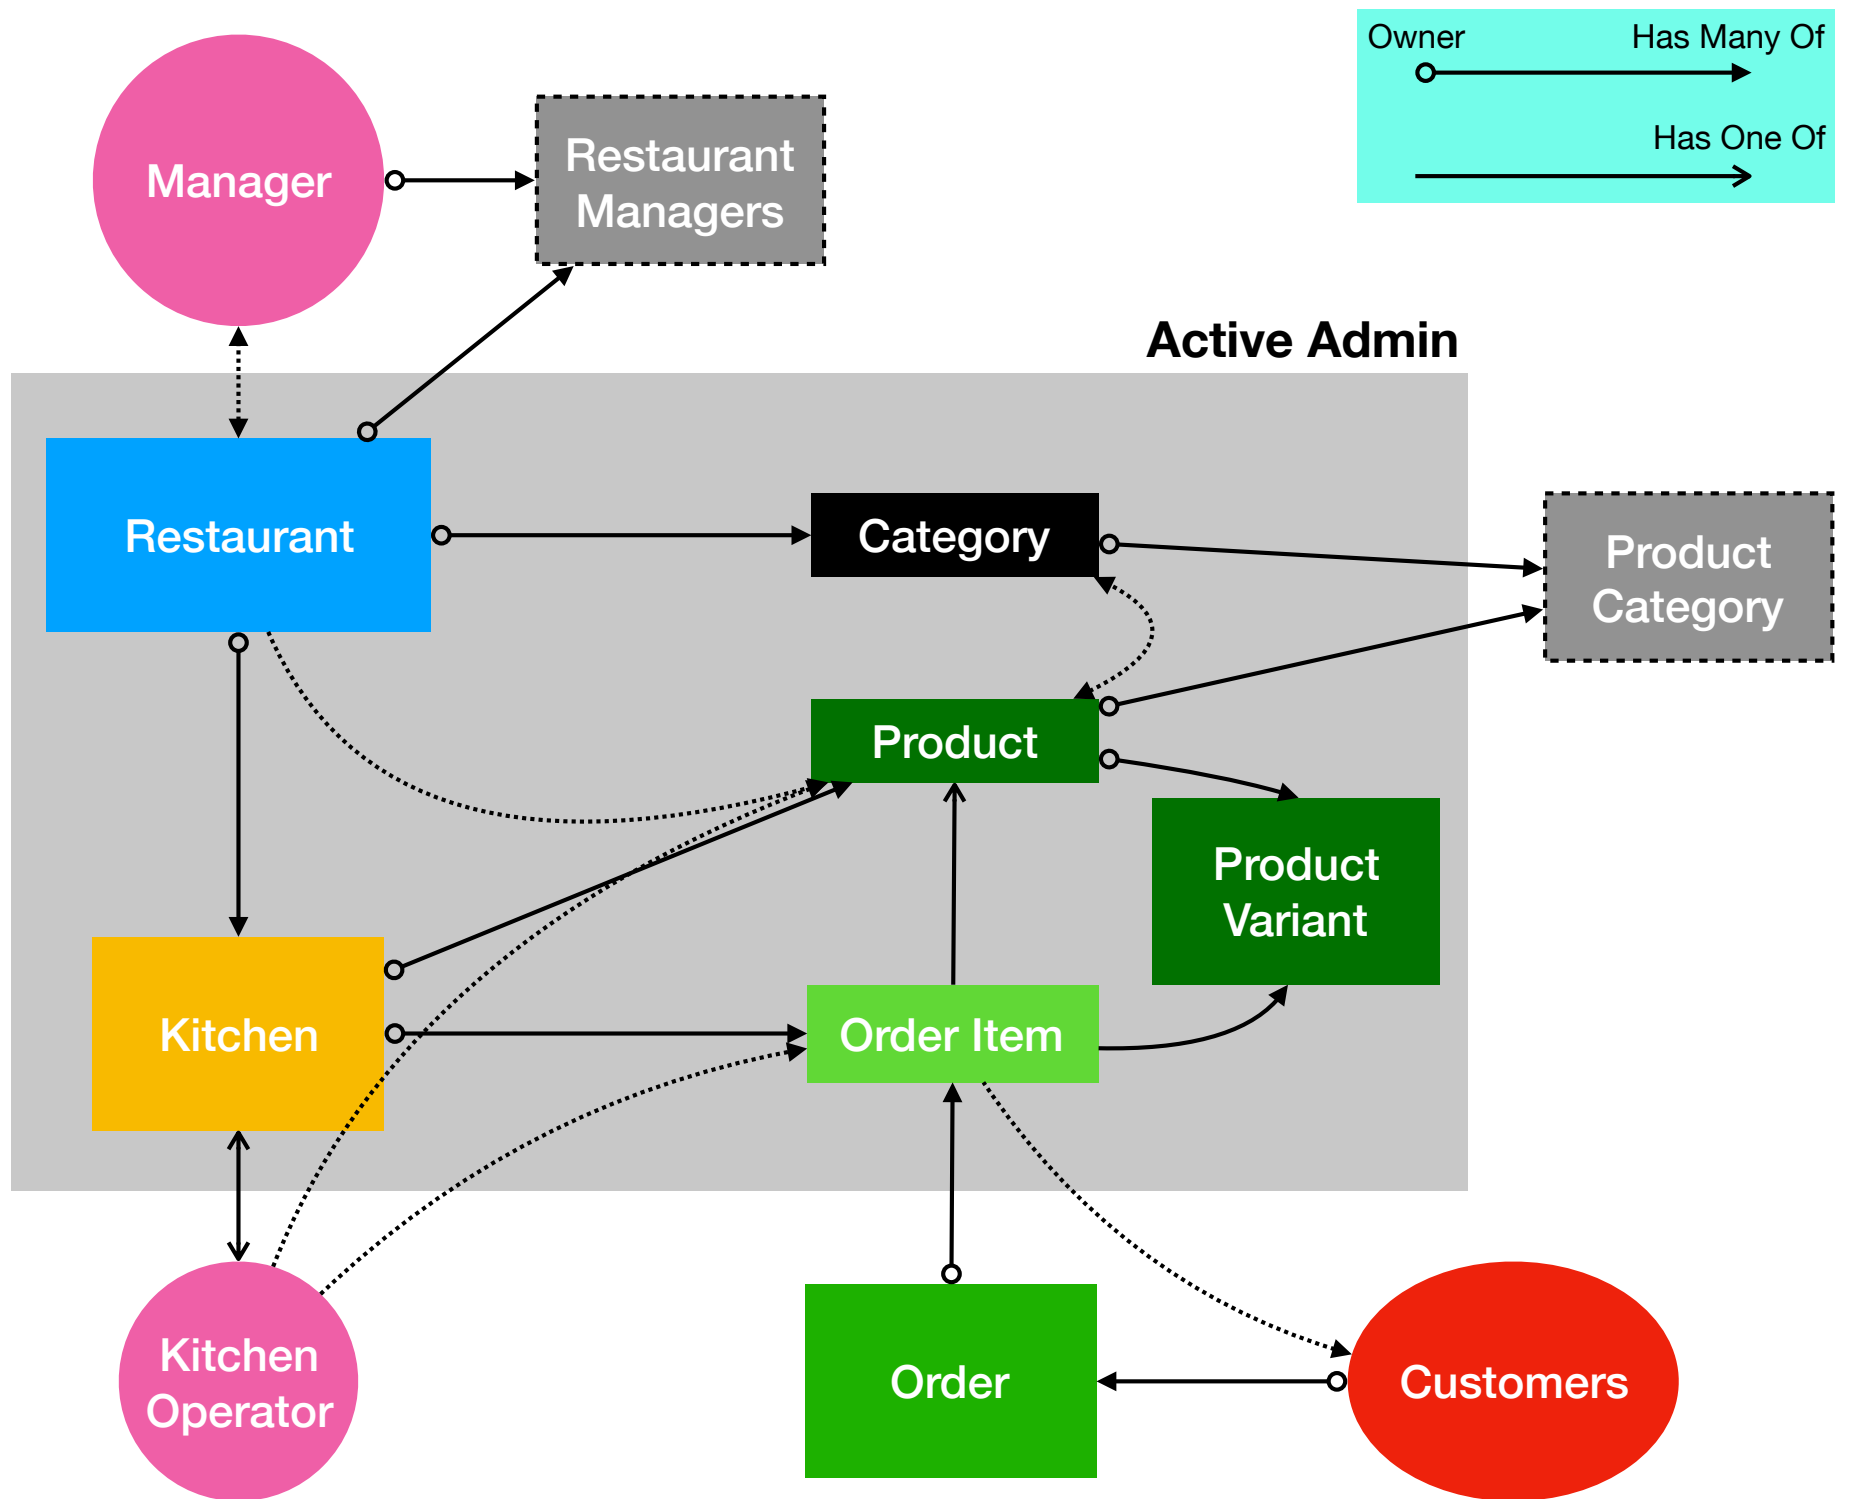 Owner
Has Many Of
Has One Of
Manager
Restaurant
Managers
Active Admin
Restaurant
Category
Product
Category
Product
Product
Variant
Kitchen
Order Item
Kitchen
Operator
Order
Customers